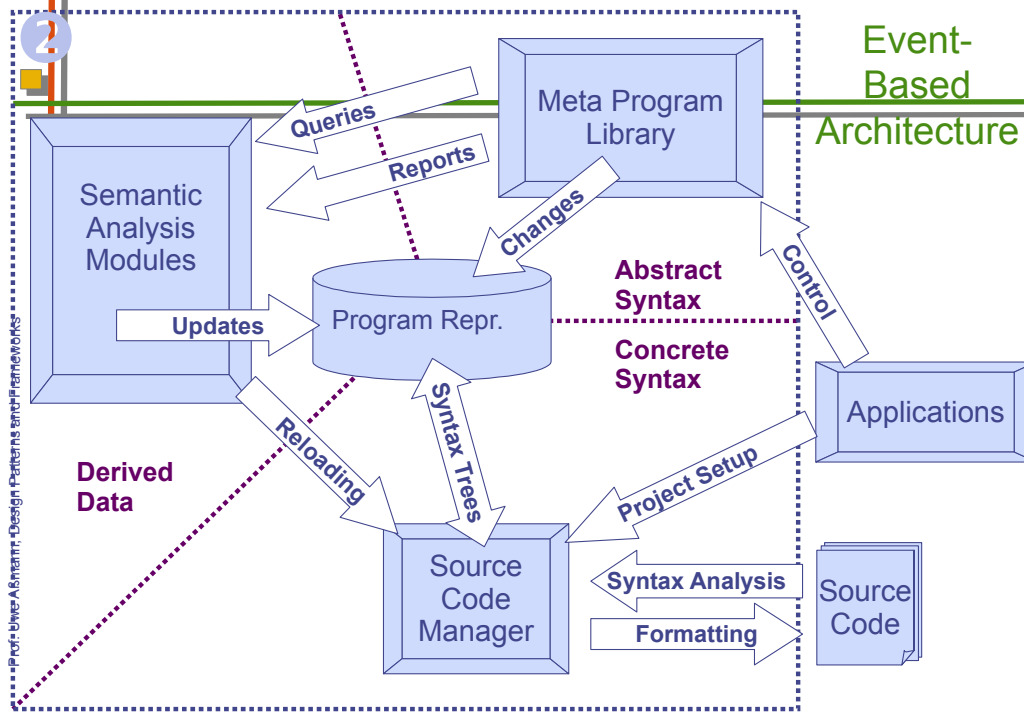 2
Event-
Based
Architecture
Meta Program
Library
Queries
Reports
Changes
Semantic
Analysis
Modules
Abstract
Syntax
Control
Updates
Program Repr.
Concrete
Syntax
Applications
Reloading
Syntax Trees
Project Setup
Derived
Data
Source
Code
Manager
Syntax Analysis
Formatting
Source
Code
Prof. Uwe Aßmann, Design Patterns and Frameworks